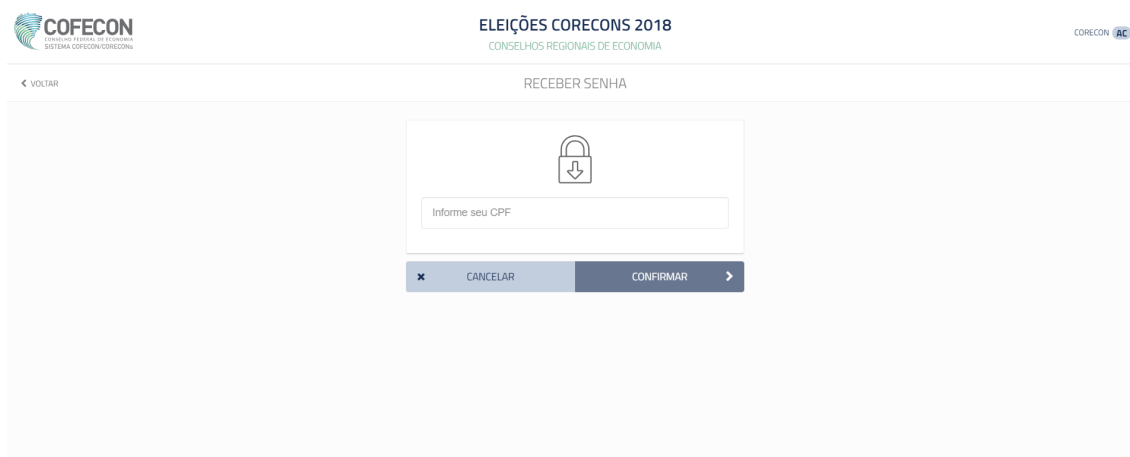 COFECON
CONSELHO FEDERAL DE ECONOMIA
SISTEMA COFECON/CORECONs
ELEIÇÕES CORECONS 2018
CONSELHOS REGIONAIS DE ECONOMIA
CORECON AC
VOLTAR
RECEBER SENHA
Informe seu CPF
CANCELAR
CONFIRMAR